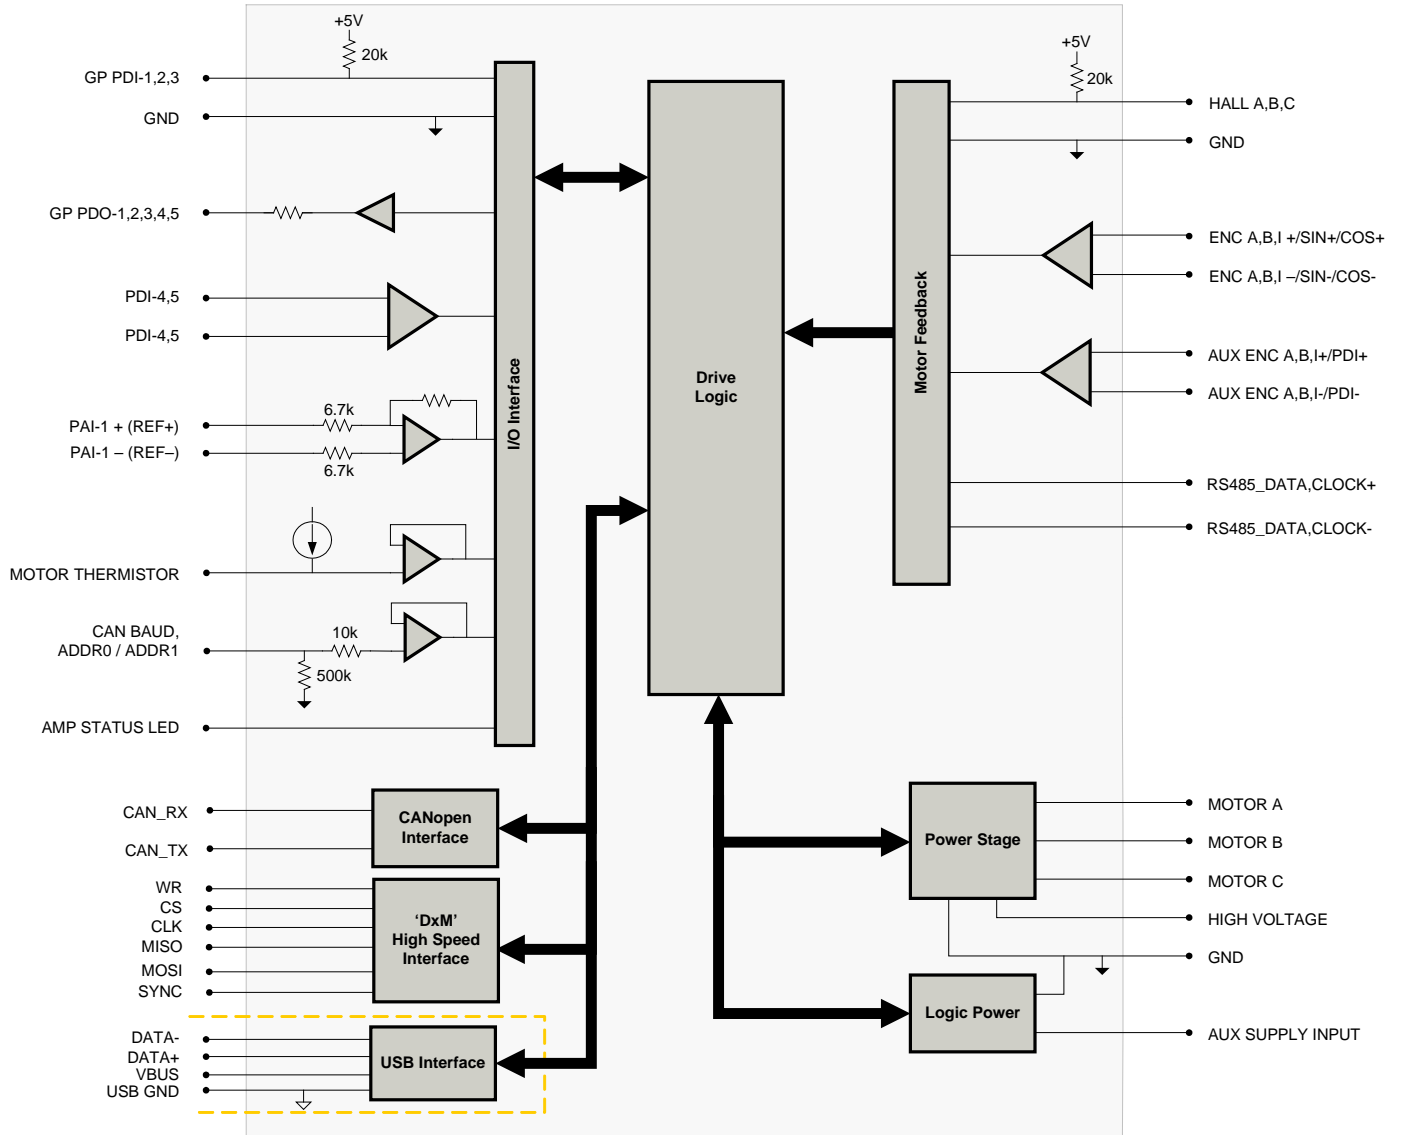 +5V
20k
GP PDI-1,2,3
GND
GP PDO-1,2,3,4,5
PDI-4,5
PDI-4,5
6.7k
PAI-1 + (REF+)
PAI-1 – (REF–)
6.7k
MOTOR THERMISTOR
CAN BAUD,
ADDR0 / ADDR1
10k
500k
AMP STATUS LED
I/O Interface
CAN_RX
CAN_TX
CANopen
Interface
WR
CS
CLK
MISO
MOSI
SYNC
‘DxM’
High Speed
Interface
DATA-
DATA+
VBUS
USB GND
USB Interface
Drive
Logic
Motor Feedback
+5V
20k
HALL A,B,C
GND
ENC A,B,I +/SIN+/COS+
ENC A,B,I –/SIN-/COS-
AUX ENC A,B,I+/PDI+
AUX ENC A,B,I-/PDI-
RS485_DATA,CLOCK+
RS485_DATA,CLOCK-
Power Stage
MOTOR A
MOTOR B
MOTOR C
HIGH VOLTAGE
GND
Logic Power
AUX SUPPLY INPUT